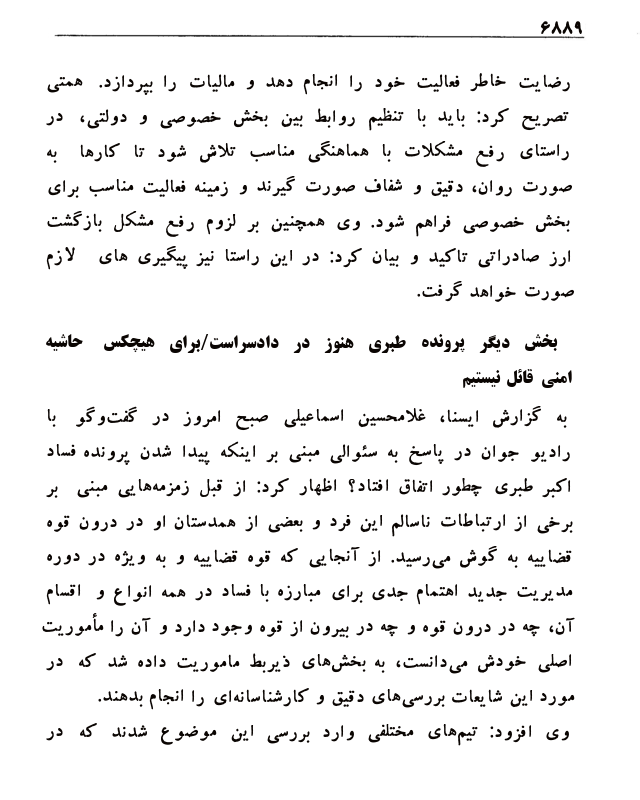 ۶۸۸۹
رضایت خاطر فعالیت خود را انجام دهد و مالیات را بپردازد. همتی
تصریح کرد: باید با تنظیم روابط بین بخش خصوصی و دولتی، در
راستای رفع مشکلات با هماهنگی مناسب تلاش شود تا کارها به
صورت روان، دقیق و شفاف صورت گیرند و زمینه فعالیت مناسب برای
بخش خصوصی فراهم شود. وی همچنین بر لزوم رفع مشکل بازگشت
ارز صادراتی تاکید و بیان کرد: در این راستا نیز پیگیری های لازم
صورت خواهد گرفت.
بخش دیگر پرونده طبری هنوز در دادسراست/برای هیچکس حاشیه
امنی قائل نیستیم
به گزارش ایسنا، غلامحسین اسماعیلی صبح امروز در گفت‌وگو با
رادیو جوان در پاسخ به سئوالی مبنی بر اینکه پیدا شدن پرونده فساد
اکبر طبری چطور اتفاق افتاد؟ اظهار کرد: از قبل زمزمه‌هایی مبنی بر
برخی از ارتباطات ناسالم این فرد و بعضی از همدستان او در درون قوه
قضاییه به گوش می‌رسید. از آنجایی که قوه قضاییه و به ویژه در دوره
مدیریت جدید اهتمام جدی برای مبارزه با فساد در همه انواع و اقسام
آن، چه در درون قوه و چه در بیرون از قوه وجود دارد و آن را مأموریت
اصلی خودش می‌دانست، به بخش‌های ذیربط ماموریت داده شد که در
مورد این شایعات بررسی‌های دقیق و کارشناسانه‌ای را انجام بدهند.
وی افزود: تیم‌های مختلفی وارد بررسی این موضوع شدند که در